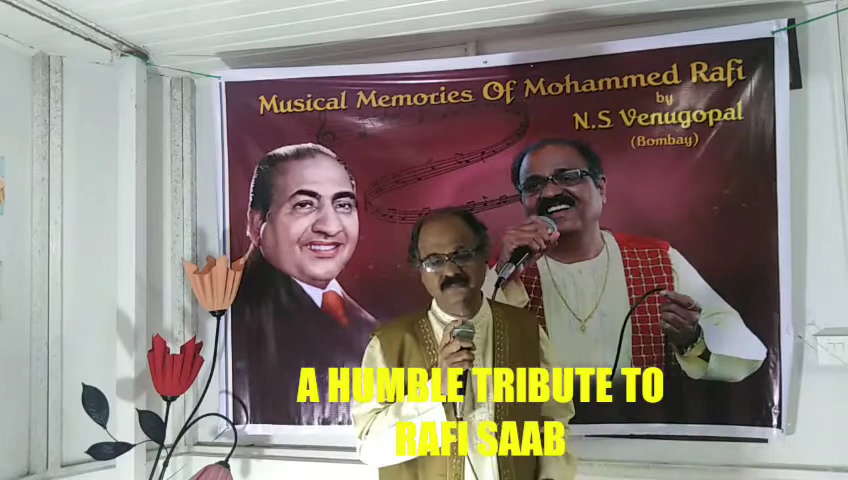 Musical Memories Of Mohammed Rafi
by
N.S Venugopal
(Bombay)
A HUMBLE TRIBUTE TO
RAFI SAAB